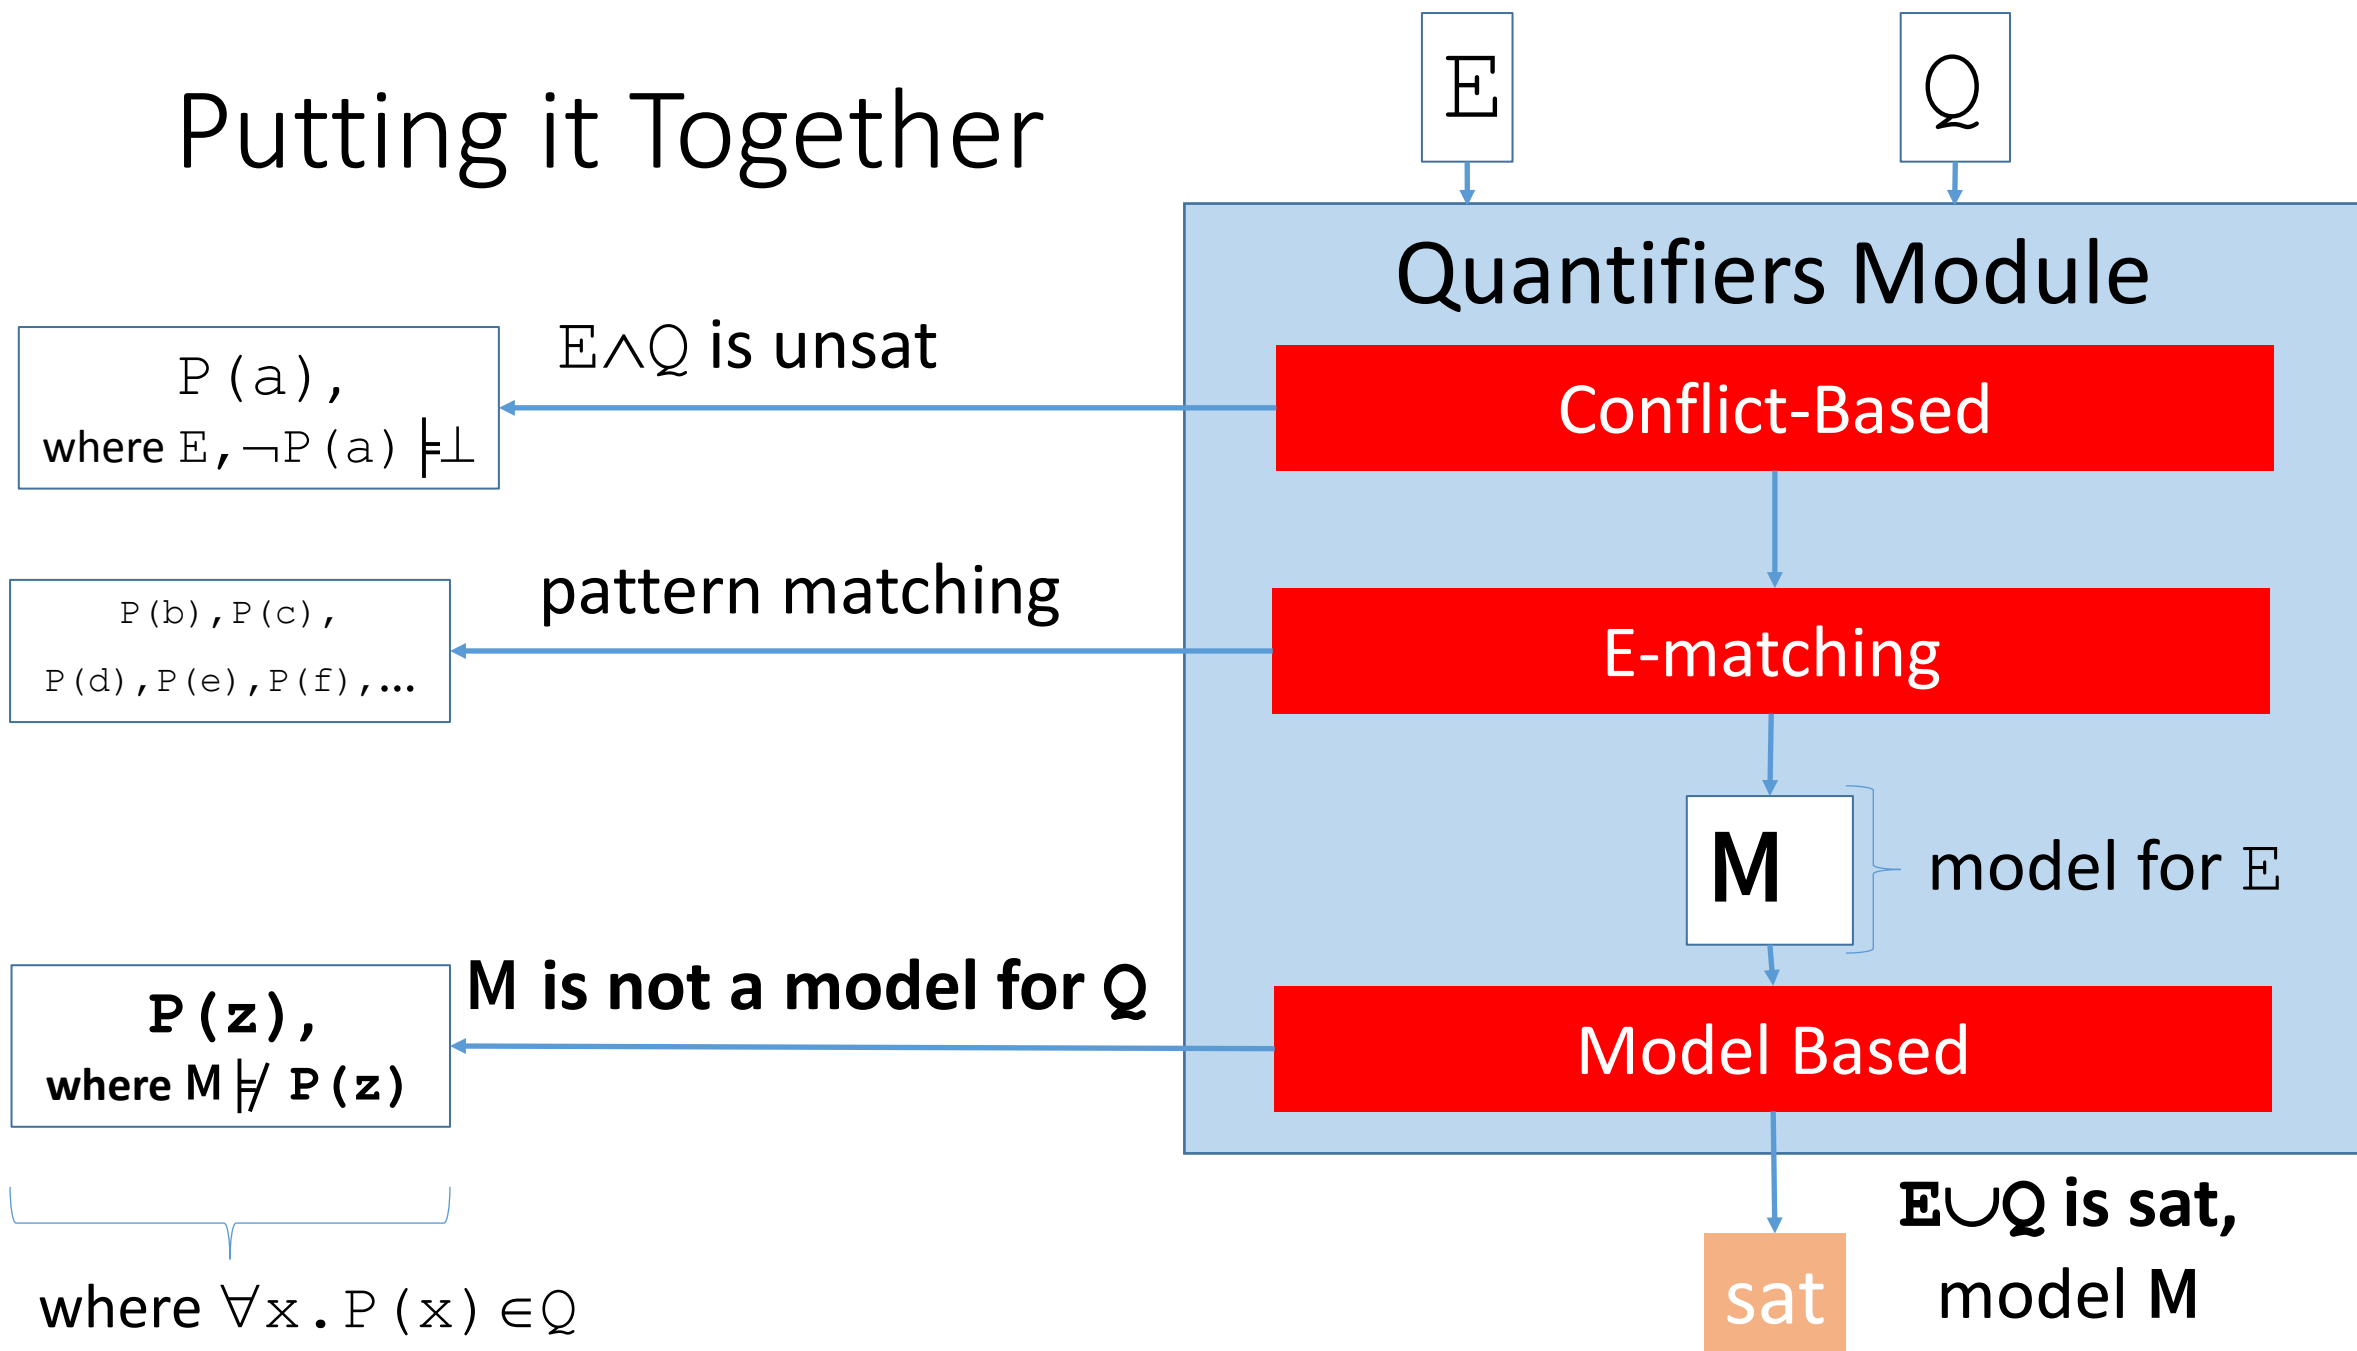 Putting it Together
E
Q
Quantifiers Module
E∧Q is unsat
Conflict-Based
P(a),
where E,¬P(a) ⊨⊥
pattern matching
E-matching
P(b),P(c),
P(d),P(e),P(f),…
M
model for E
M is not a model for Q
Model Based
P(z),
where M ⊭ P(z)
E∪Q is sat,
model M
sat
where ∀x.P(x)∈Q